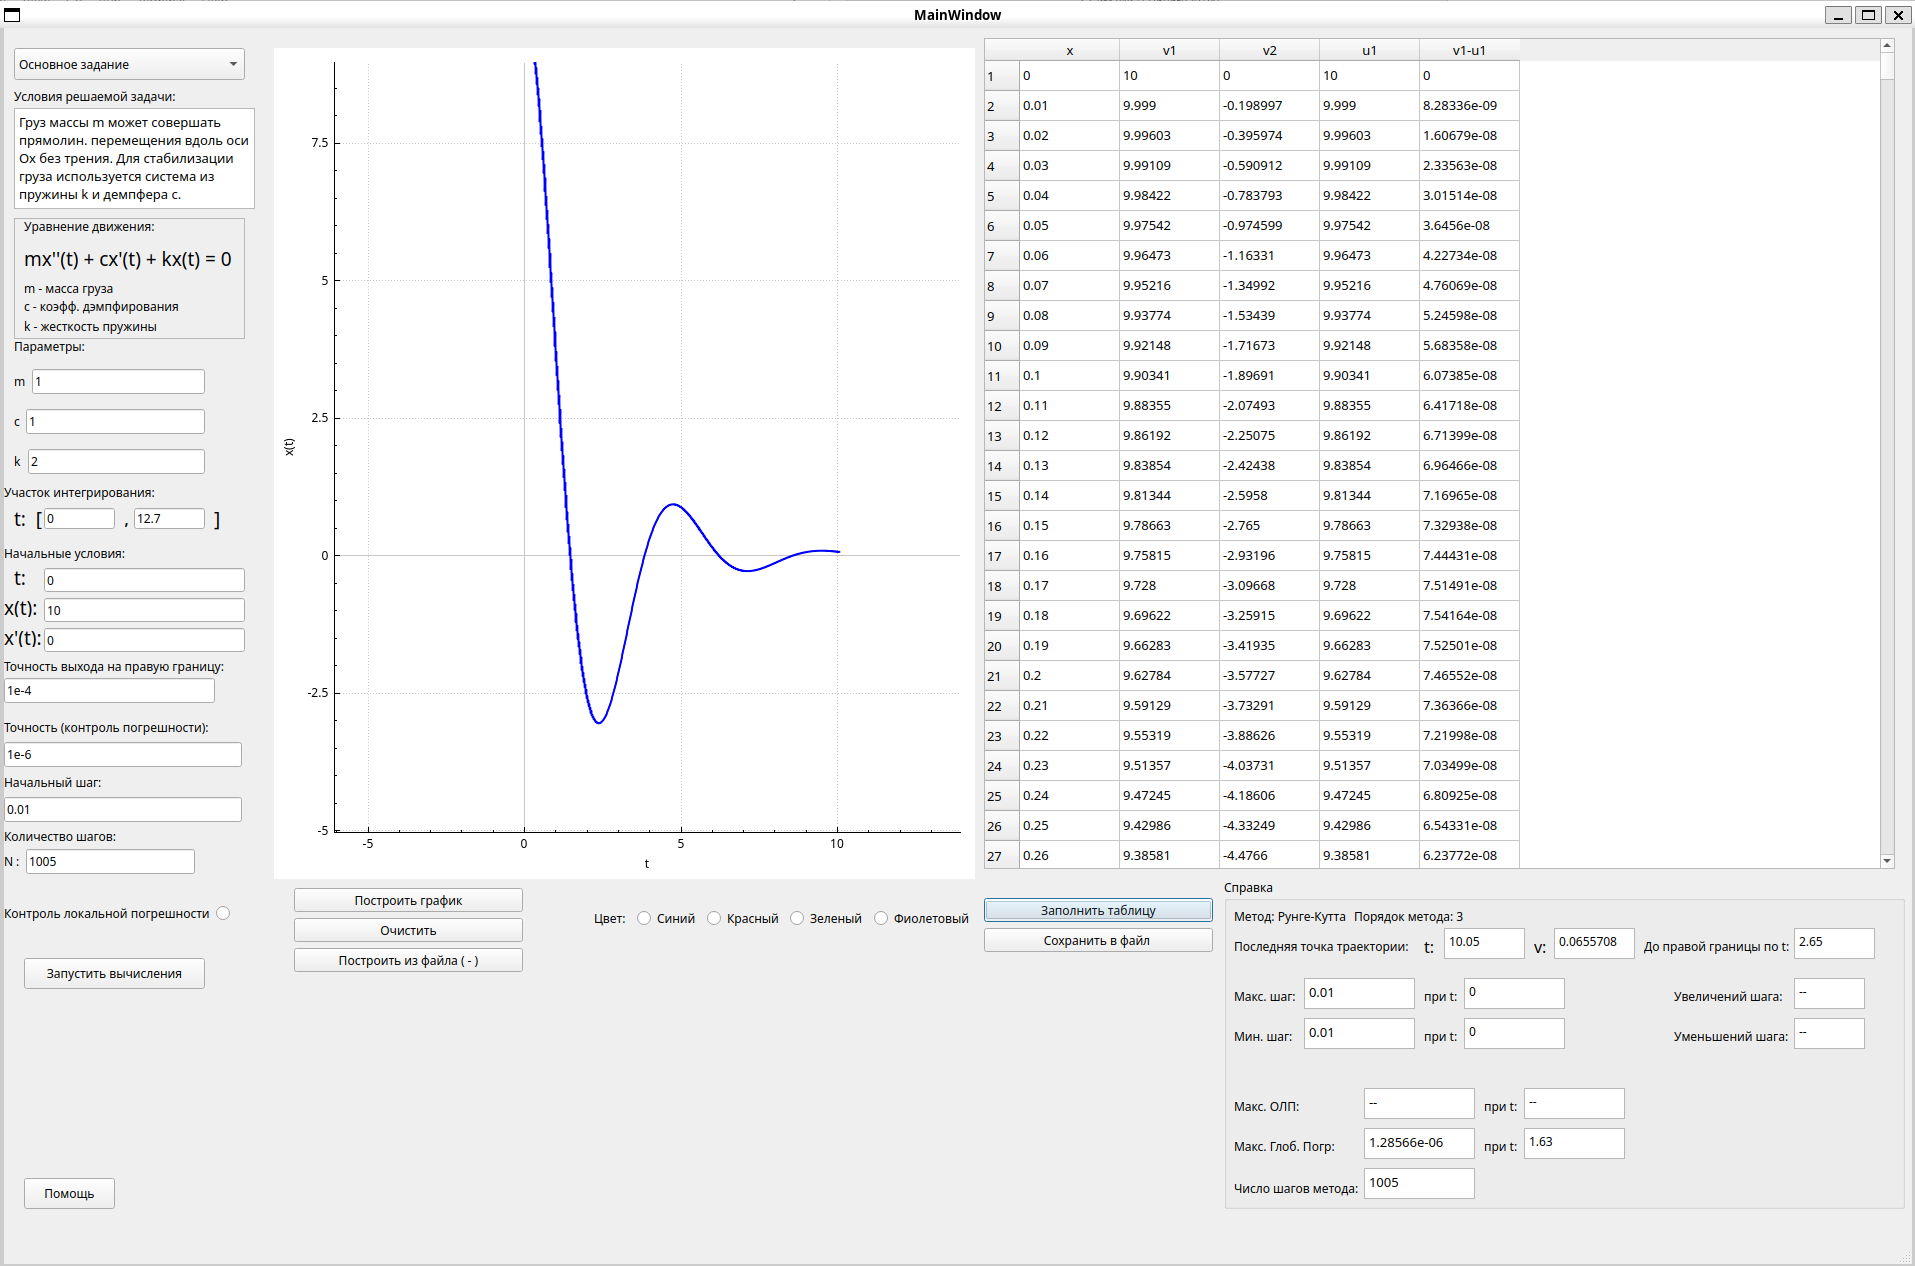 MainWindow
Основное задание
Условия решаемой задачи:
Груз массы m может совершать
прямолин. перемещения вдоль оси
Ox без трения. Для стабилизации
груза используется система из
пружины k и демпфера c.
Уравнение движения:
mx''(t) + cx'(t) + kx(t) = 0
m - масса груза
c - коэфф. дэмпфирования
k - жесткость пружины
Параметры:
m 1
c 1
k 2
Участок интегрирования:
t: [ 0 , 12.7 ]
Начальные условия:
t: 0
x(t): 10
x'(t): 0
Точность выхода на правую границу:
1e-4
Точность (контроль погрешности):
1e-6
Начальный шаг:
0.01
Количество шагов:
N : 1005
Контроль локальной погрешности
Запустить вычисления
Помощь
7.5
5
2.5
0
-2.5
-5
x(t)
-5 0 5 10
t
Построить график
Очистить
Построить из файла ( - )
Цвет: Синий Красный Зеленый Фиолетовый
x v1 v2 u1 v1-u1
1 0 10 0 10 0
2 0.01 9.999 -0.198997 9.999 8.28336e-09
3 0.02 9.99603 -0.395974 9.99603 1.60679e-08
4 0.03 9.99109 -0.590912 9.99109 2.33563e-08
5 0.04 9.98422 -0.783793 9.98422 3.01514e-08
6 0.05 9.97542 -0.974599 9.97542 3.6456e-08
7 0.06 9.96473 -1.16331 9.96473 4.22734e-08
8 0.07 9.95216 -1.34992 9.95216 4.76069e-08
9 0.08 9.93774 -1.53439 9.93774 5.24598e-08
10 0.09 9.92148 -1.71673 9.92148 5.68358e-08
11 0.1 9.90341 -1.89691 9.90341 6.07385e-08
12 0.11 9.88355 -2.07493 9.88355 6.41718e-08
13 0.12 9.86192 -2.25075 9.86192 6.71399e-08
14 0.13 9.83854 -2.42438 9.83854 6.96466e-08
15 0.14 9.81344 -2.5958 9.81344 7.16965e-08
16 0.15 9.78663 -2.765 9.78663 7.32938e-08
17 0.16 9.75815 -2.93196 9.75815 7.44431e-08
18 0.17 9.728 -3.09668 9.728 7.51491e-08
19 0.18 9.69622 -3.25915 9.69622 7.54164e-08
20 0.19 9.66283 -3.41935 9.66283 7.52501e-08
21 0.2 9.62784 -3.57727 9.62784 7.46552e-08
22 0.21 9.59129 -3.73291 9.59129 7.36366e-08
23 0.22 9.55319 -3.88626 9.55319 7.21998e-08
24 0.23 9.51357 -4.03731 9.51357 7.03499e-08
25 0.24 9.47245 -4.18606 9.47245 6.80925e-08
26 0.25 9.42986 -4.33249 9.42986 6.54331e-08
27 0.26 9.38581 -4.4766 9.38581 6.23772e-08
Заполнить таблицу
Сохранить в файл
Справка
Метод: Рунге-Кутта Порядок метода: 3
Последняя точка траектории: t: 10.05 v: 0.0655708 До правой границы по t: 2.65
Макс. шаг: 0.01 при t: 0 Увеличений шага: --
Мин. шаг: 0.01 при t: 0 Уменьшений шага: --
Макс. ОЛП: -- при t: --
Макс. Глоб. Погр: 1.28566e-06 при t: 1.63
Число шагов метода: 1005